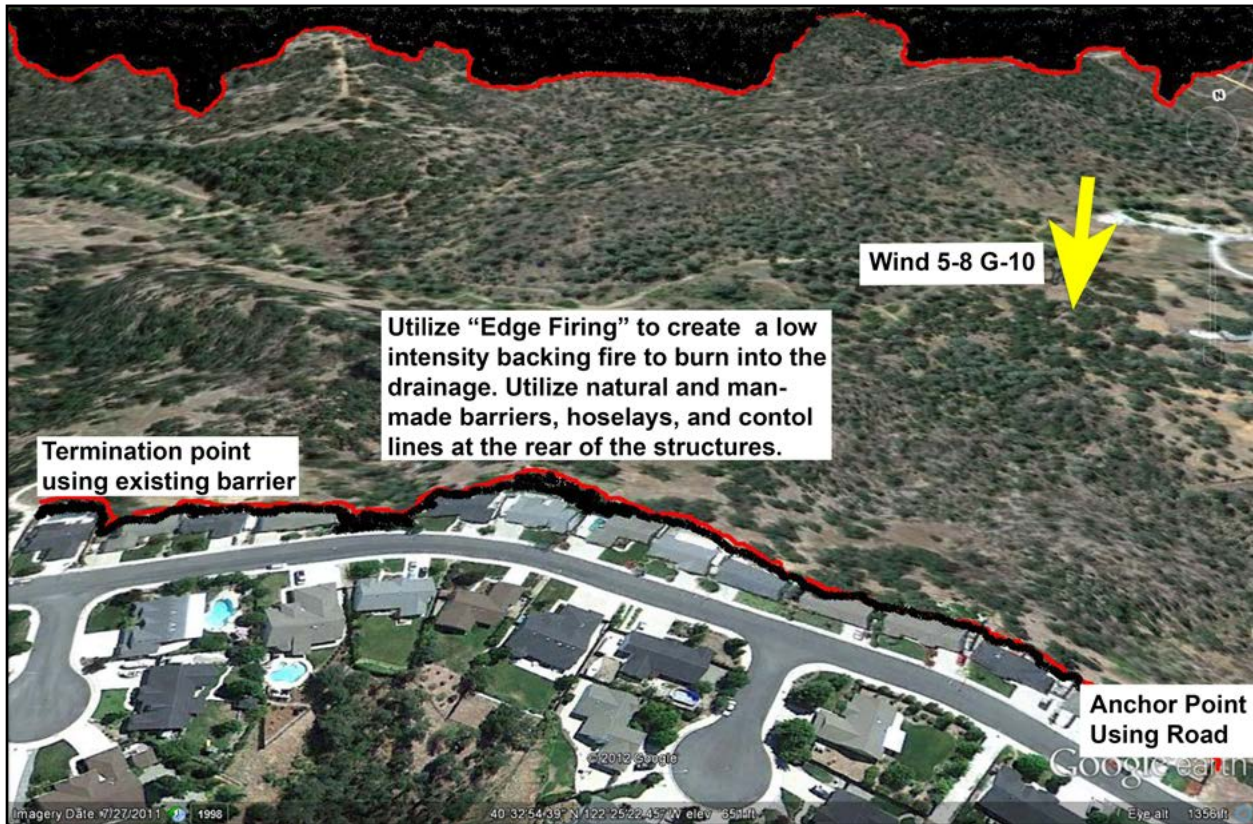 N
Wind 5-8 G-10
Utilize “Edge Firing” to create a low
intensity backing fire to burn into the
drainage. Utilize natural and man-
made barriers, hoselays, and contol
lines at the rear of the structures.
Termination point
using existing barrier
Anchor Point
Using Road
©2012 Google
Google earth
Imagery Date: 7/27/2011
1998
40 32'54.39" N 122 25'22.45" W elev 651 ft
Eye alt 1356 ft